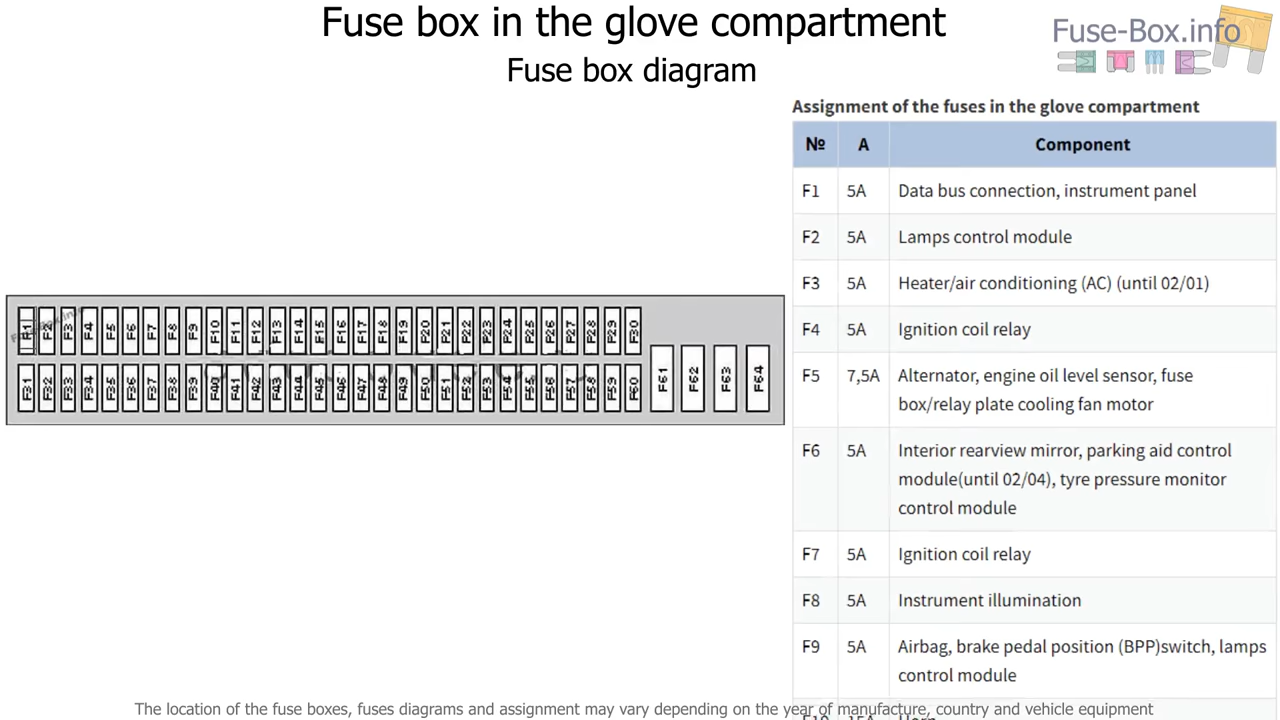 Fuse box in the glove compartment
Fuse box diagram
Fuse-Box.info
Assignment of the fuses in the glove compartment
№ A Component
F1 5A Data bus connection, instrument panel
F2 5A Lamps control module
F3 5A Heater/air conditioning (AC) (until 02/01)
F4 5A Ignition coil relay
F5 7,5A Alternator, engine oil level sensor, fuse
box/relay plate cooling fan motor
F6 5A Interior rearview mirror, parking aid control
module(until 02/04), tyre pressure monitor
control module
F7 5A Ignition coil relay
F8 5A Instrument illumination
F9 5A Airbag, brake pedal position (BPP)switch, lamps
control module
F1 F2 F3 F4 F5 F6 F7 F8 F9 F10 F11 F12 F13 F14 F15 F16 F17 F18 F19 F20 F21 F22 F23 F24 F25 F26 F27 F28 F29 F30
F31 F32 F33 F34 F35 F36 F37 F38 F39 F40 F41 F42 F43 F44 F45 F46 F47 F48 F49 F50 F51 F52 F53 F54 F55 F56 F57 F58 F59 F60
F61 F62 F63 F64
The location of the fuse boxes, fuses diagrams and assignment may vary depending on the year of manufacture, country and vehicle equipment